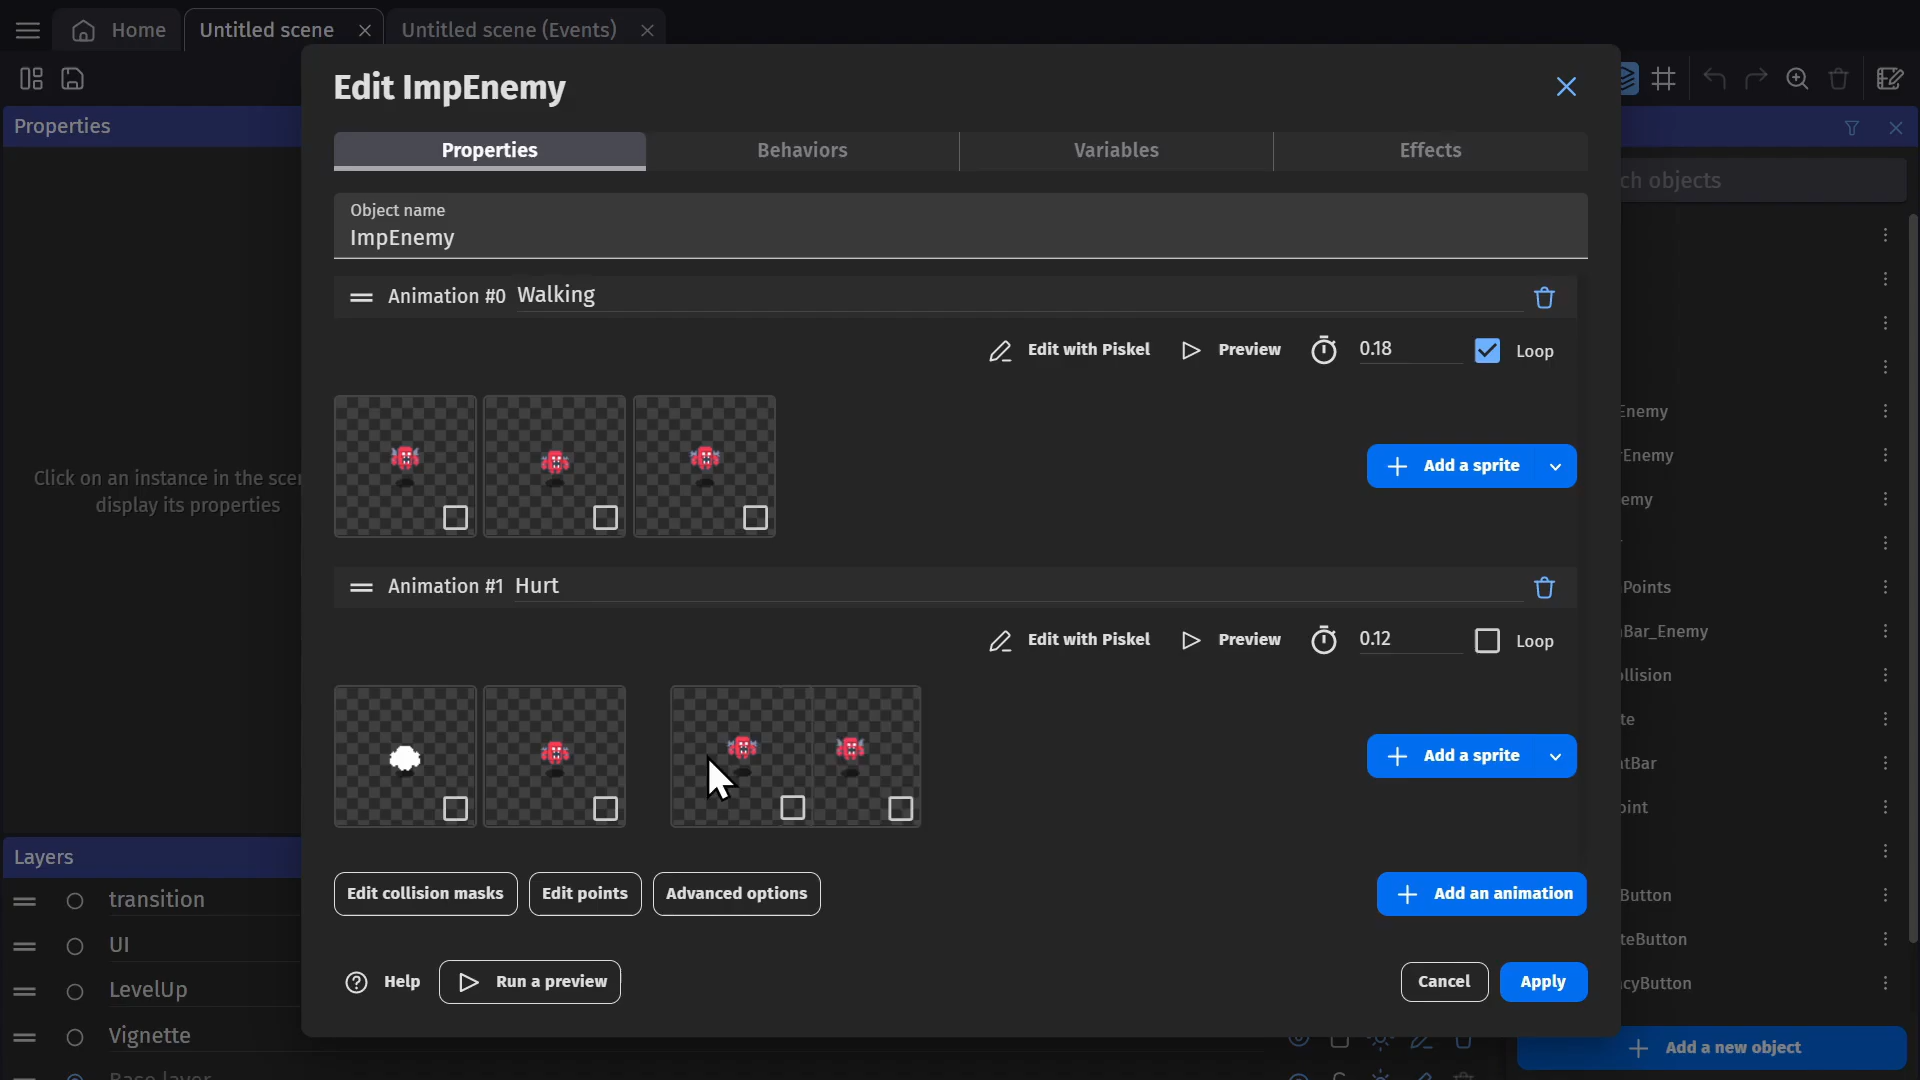 Home
Untitled scene
Untitled scene (Events)
Properties
Click on an instance in the scen
display its properties
Edit ImpEnemy
Properties
Behaviors
Variables
Effects
Object name
ImpEnemy
Animation #0 Walking
Edit with Piskel
Preview
0.18
Loop
Add a sprite
Animation #1 Hurt
Edit with Piskel
Preview
0.12
Loop
Add a sprite
Edit collision masks
Edit points
Advanced options
Add an animation
Help
Run a preview
Cancel
Apply
ch objects
Enemy
rEnemy
emy
Points
Bar_Enemy
llision
te
tBar
oint
Button
teButton
cyButton
Add a new object
Layers
transition
UI
LevelUp
Vignette
Base layer